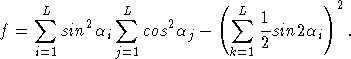 f = \sum_{i=1}^{L} sin^2 \alpha_i \sum_{j=1}^{L} cos^2 \alpha_j - \left( \sum_{k=1}^{L} \frac{1}{2} sin 2\alpha_i \right)^2 .